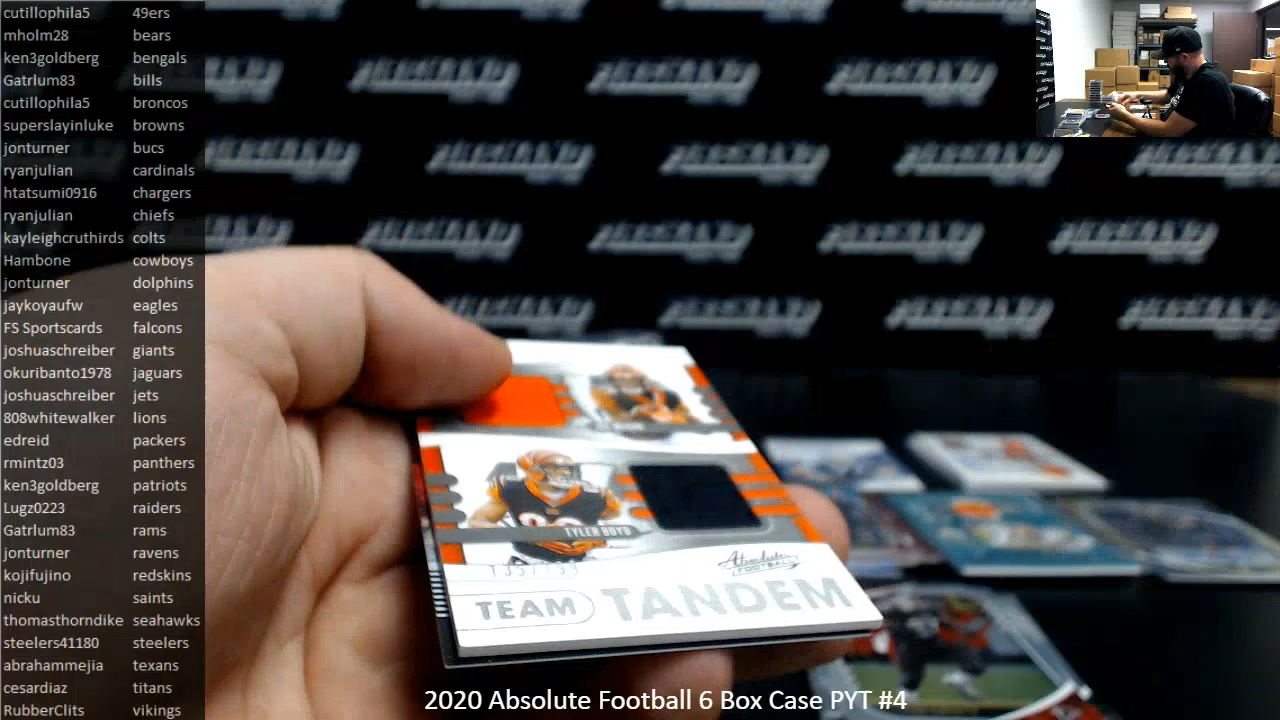 cutillophila5 49ers
mholm28 bears
ken3goldberg bengals
Gatrlum83 bills
cutillophila5 broncos
superslayinluke browns
jonturner bucs
ryanjulian cardinals
htatsumi0916 chargers
ryanjulian chiefs
kayleighcruthirds colts
Hambone cowboys
jonturner dolphins
jaykoyaufw eagles
FS Sportscards falcons
joshuaschreiber giants
okuribanto1978 jaguars
joshuaschreiber jets
808whitewalker lions
edreid packers
rmintz03 panthers
ken3goldberg patriots
Lugz0223 raiders
Gatrlum83 rams
jonturner ravens
kojifujino redskins
nicku saints
thomasthorndike seahawks
steelers41180 steelers
abrahammejia texans
cesardiaz titans
RubberClits vikings
TYLER BOYD
Absolute
FOOTBALL
TEAM TANDEM
2020 Absolute Football 6 Box Case PYT #4